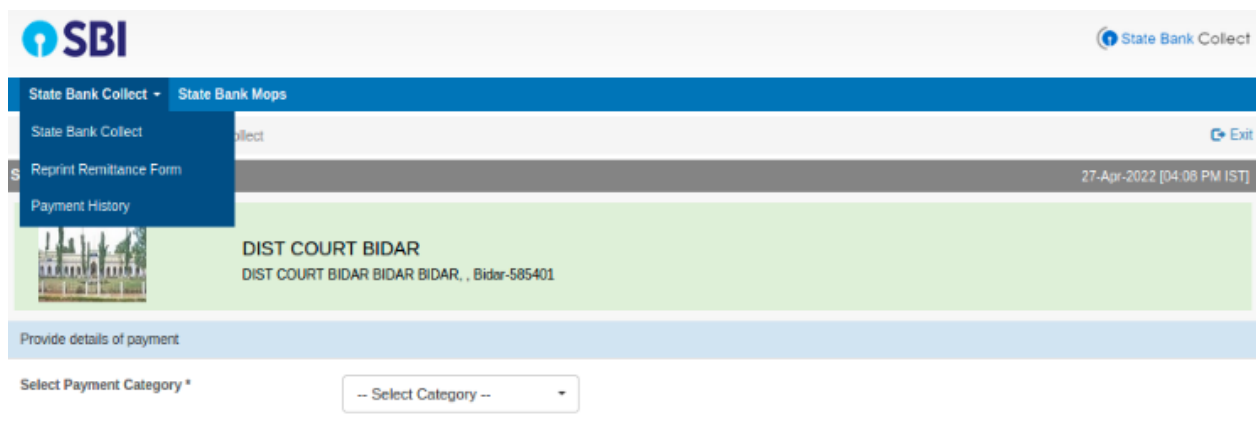 SBI
State Bank Collect
State Bank Collect State Bank Mops
State Bank Collect
Exit
Reprint Remittance Form
27-Apr-2022 [04:08 PM IST]
Payment History
DIST COURT BIDAR
DIST COURT BIDAR BIDAR BIDAR, , Bidar-585401
Provide details of payment
Select Payment Category *
-- Select Category --